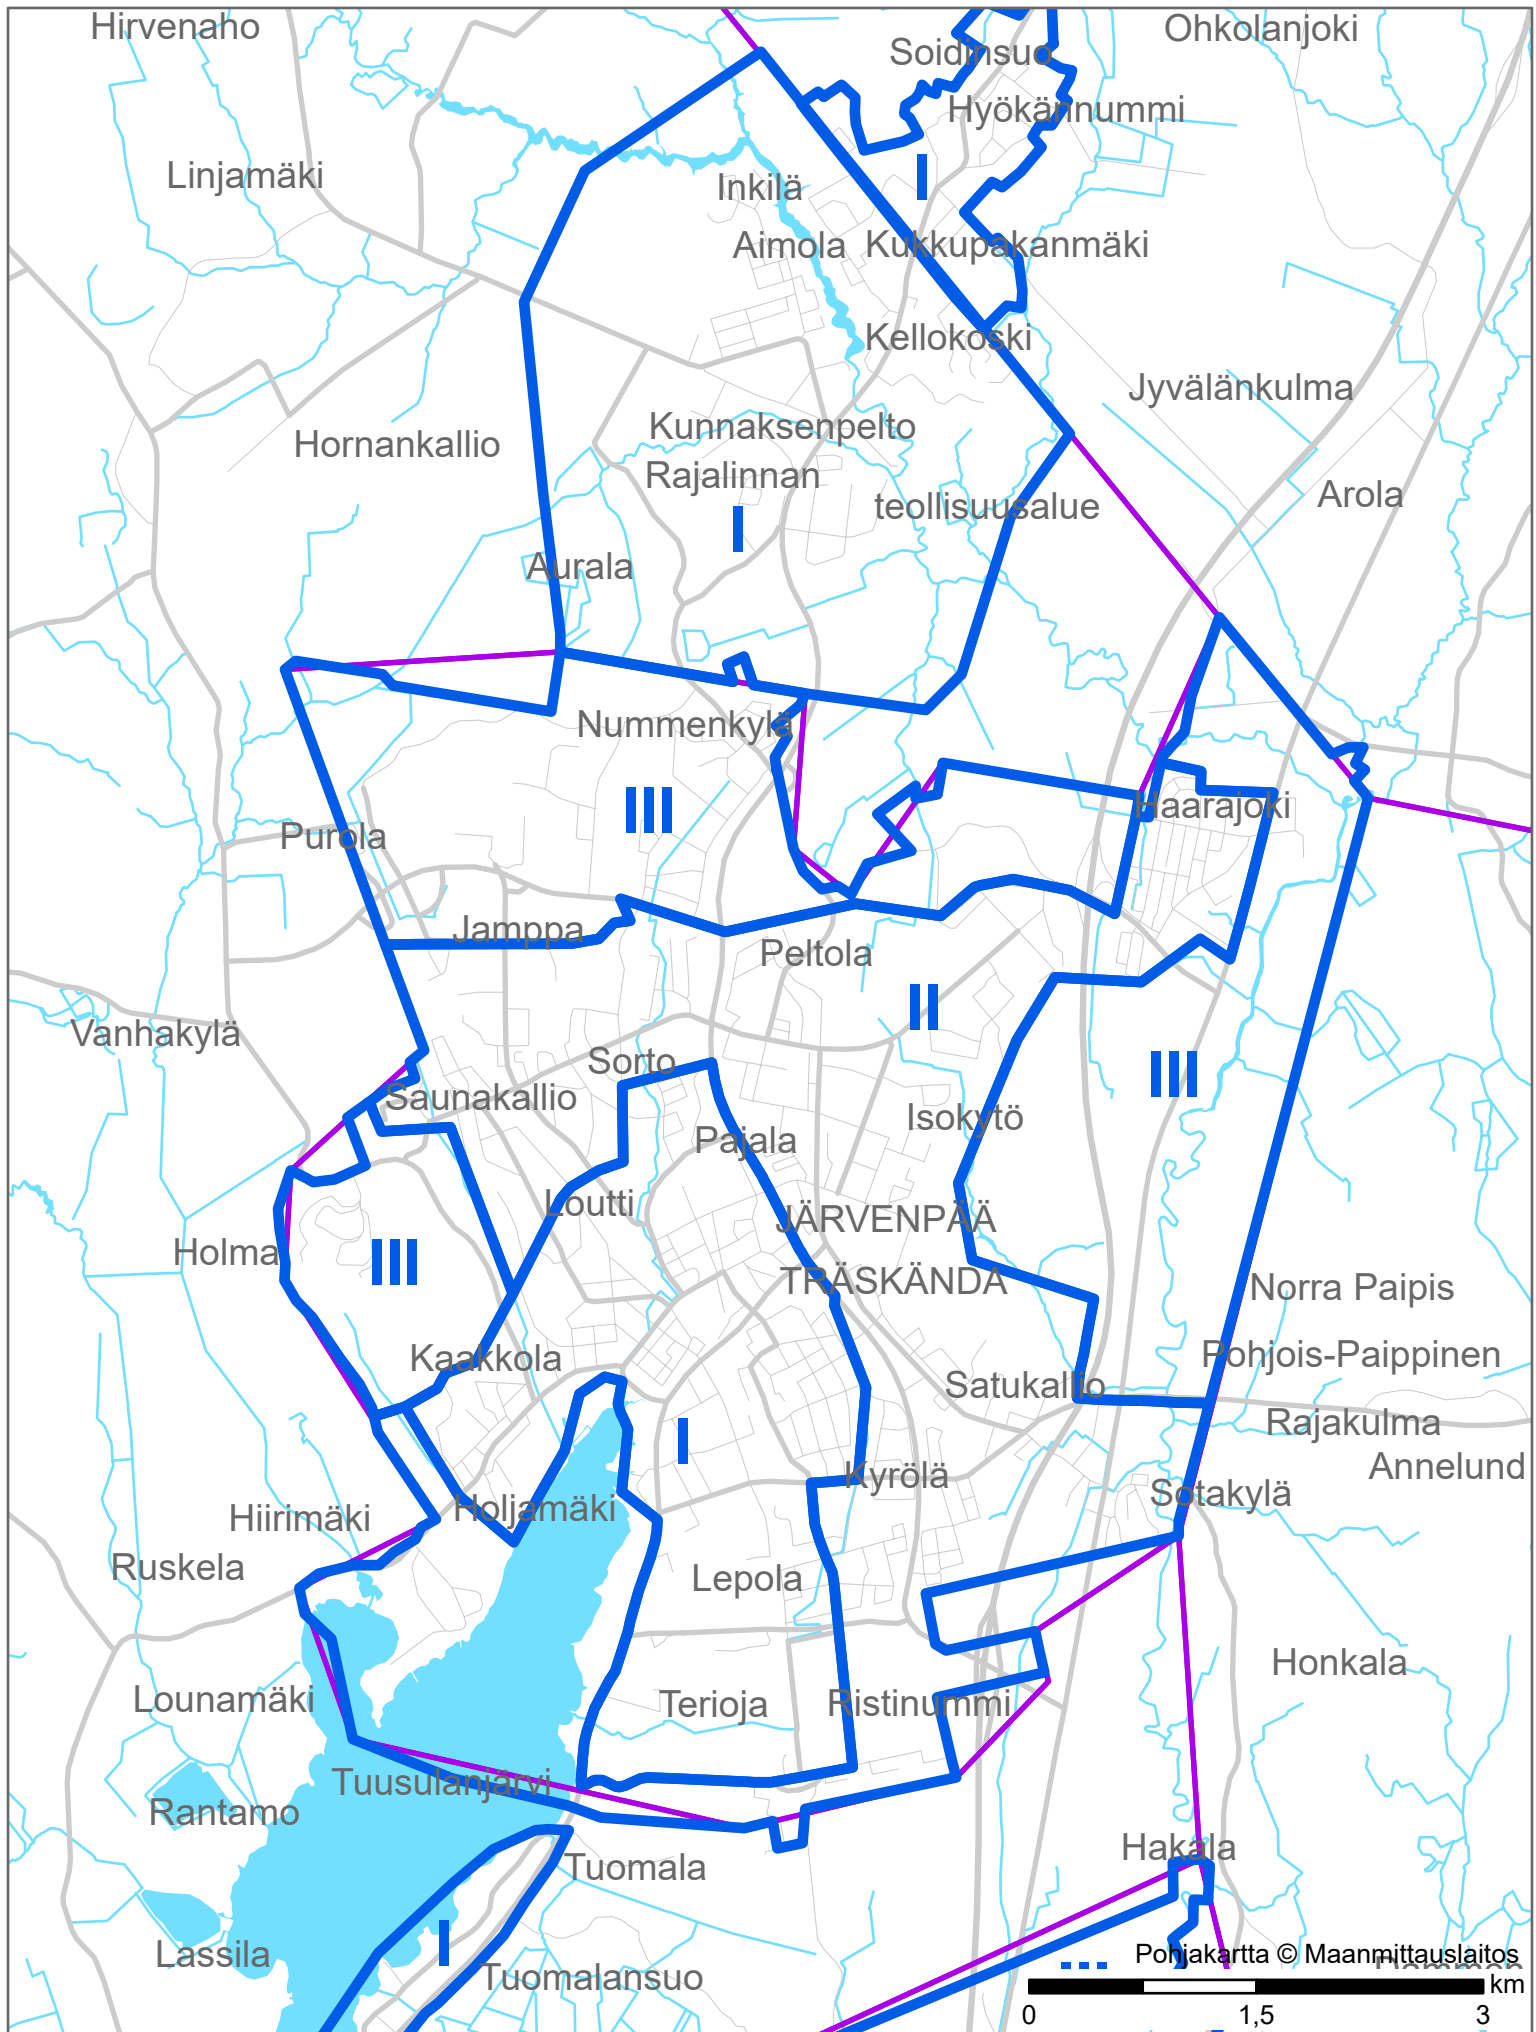 Hirvenaho
Ohkolanjoki
Soidinsuo
Hyökännummi
Linjamäki
Inkilä
I
Aimola
Kukkupakanmäki
Kellokoski
Jyvälänkulma
Hornankallio
Kunnaksenpelto
Rajalinnan
teollisuusalue
Arola
I
Aurala
Nummenkylä
III
Haarajoki
Purola
Jamppa
Peltola
II
Vanhakylä
Sorto
III
Saunakallio
Isokytö
Pajala
Loutti
JÄRVENPÄÄ
Holma
III
TRÄSKÄNDA
Norra Paipis
Kaakkola
Pohjois-Paippinen
Satukallio
Rajakulma
I
Annelund
Kyrölä
Sotakylä
Holjamäki
Hiirimäki
Ruskela
Lepola
Honkala
Lounamäki
Terioja
Ristinummi
Tuusulanjärvi
Rantamo
Hakala
Tuomala
I
Lassila
Tuomalansuo
Pohjakartta © Maanmittauslaitos
km
0 1,5 3